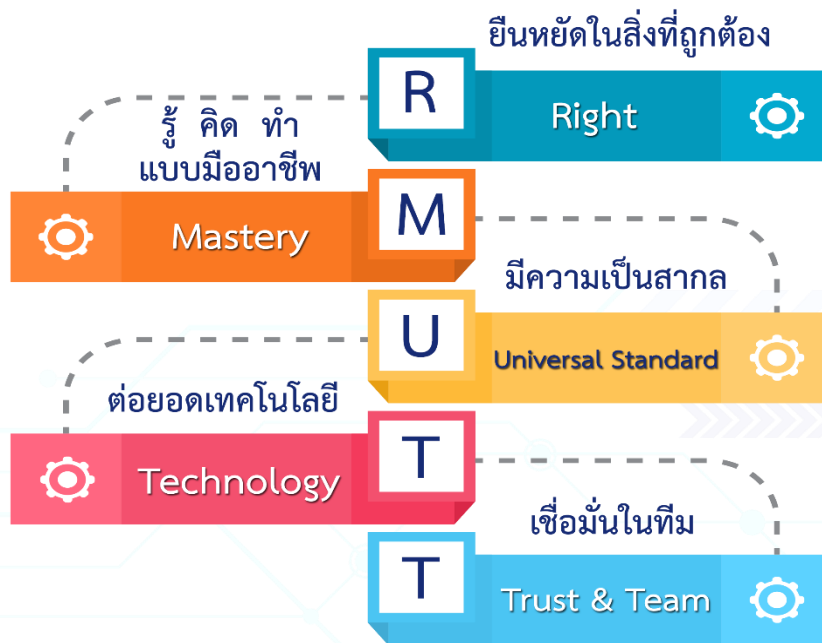 ยืนหยัดในสิ่งที่ถูกต้อง
R
Right
รู้ คิด ทำ
แบบมืออาชีพ
M
Mastery
มีความเป็นสากล
U
Universal Standard
ต่อยอดเทคโนโลยี
T
Technology
เชื่อมั่นในทีม
T
Trust & Team